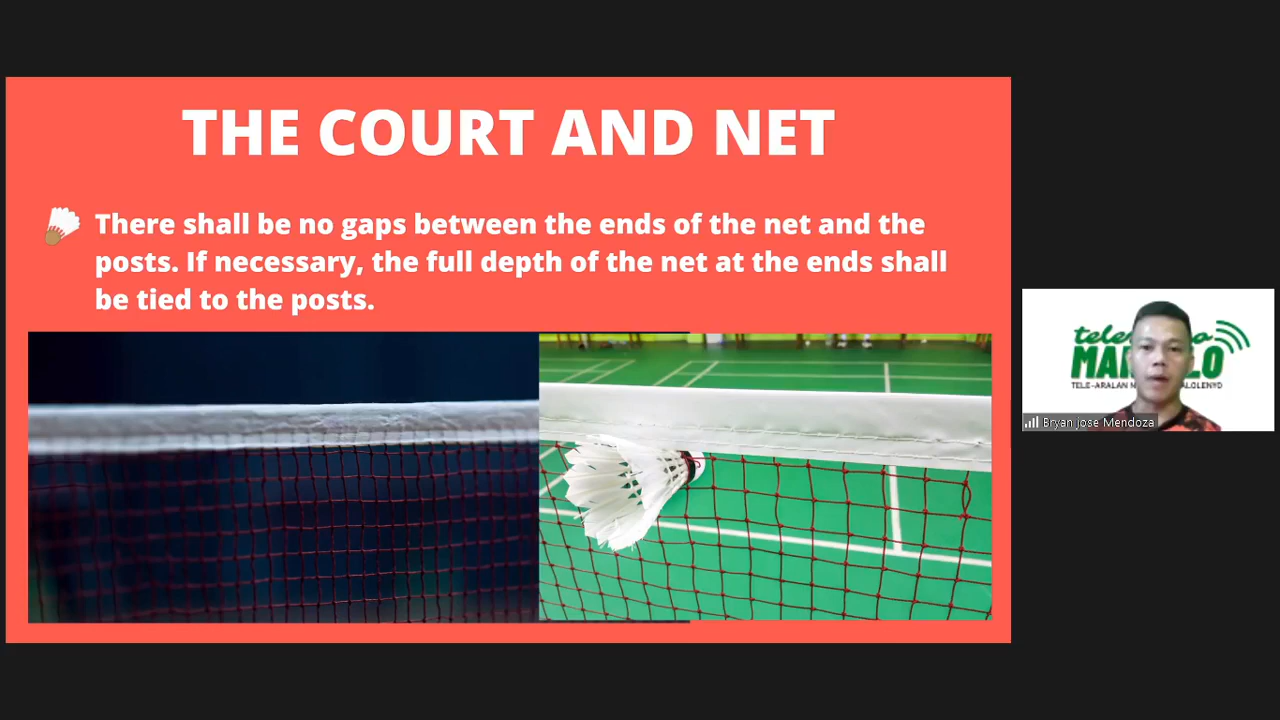 THE COURT AND NET
There shall be no gaps between the ends of the net and the
posts. If necessary, the full depth of the net at the ends shall
be tied to the posts.
Bryan jose Mendoza